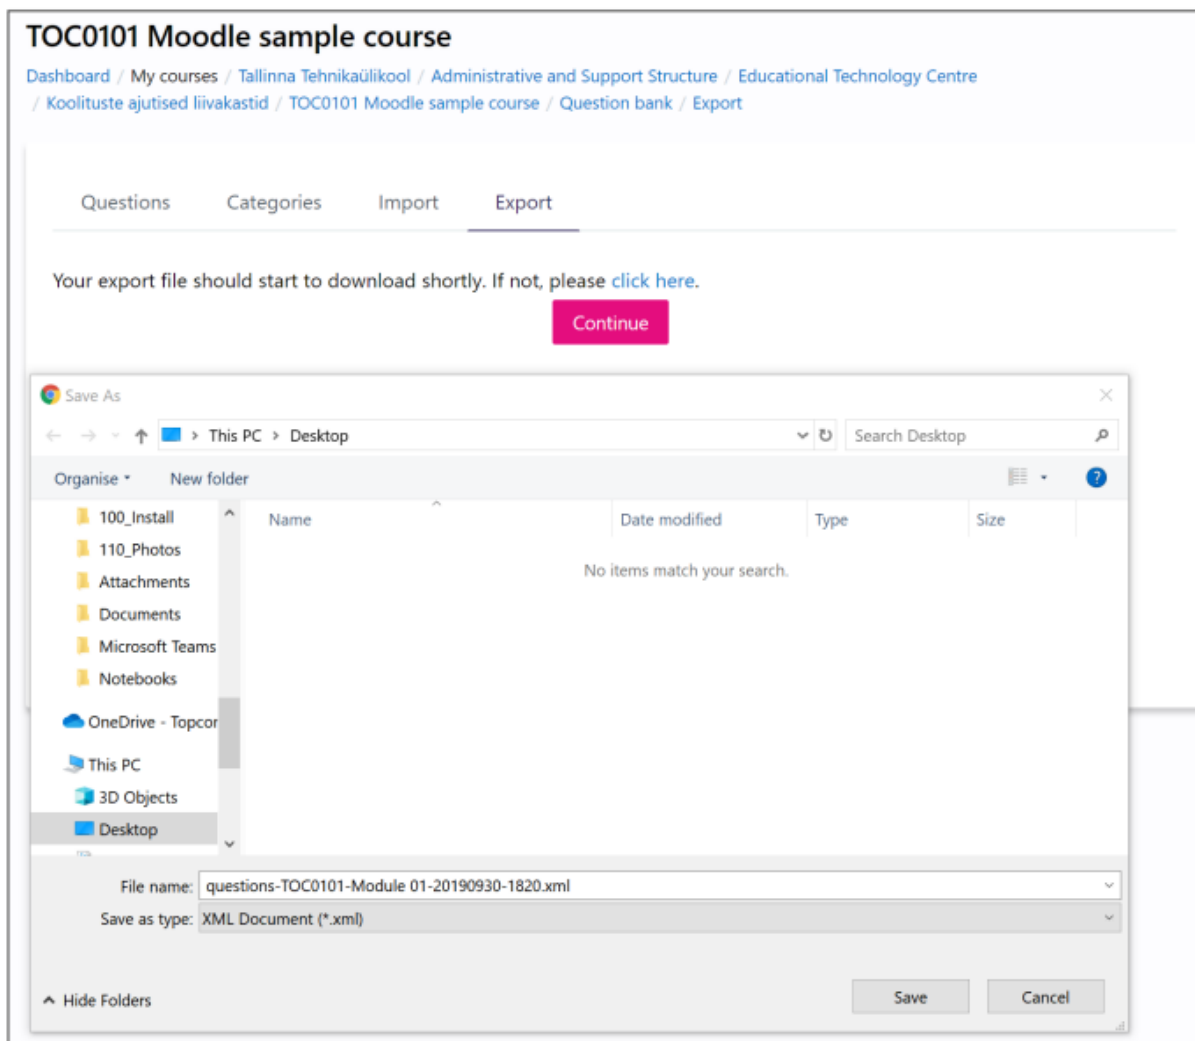 TOC0101 Moodle sample course
Dashboard / My courses / Tallinna Tehnikaülikool / Administrative and Support Structure / Educational Technology Centre
/ Koolituste ajutised liivakastid / TOC0101 Moodle sample course / Question bank / Export
Questions Categories Import Export
Your export file should start to download shortly. If not, please click here.
Continue
Save As
This PC > Desktop
Search Desktop
Organise New folder
100_Install
110_Photos
Attachments
Documents
Microsoft Teams
Notebooks
OneDrive - Topcor
This PC
3D Objects
Desktop
Name Date modified Type Size
No items match your search.
File name: questions-TOC0101-Module 01-20190930-1820.xml
Save as type: XML Document (*.xml)
Hide Folders
Save Cancel